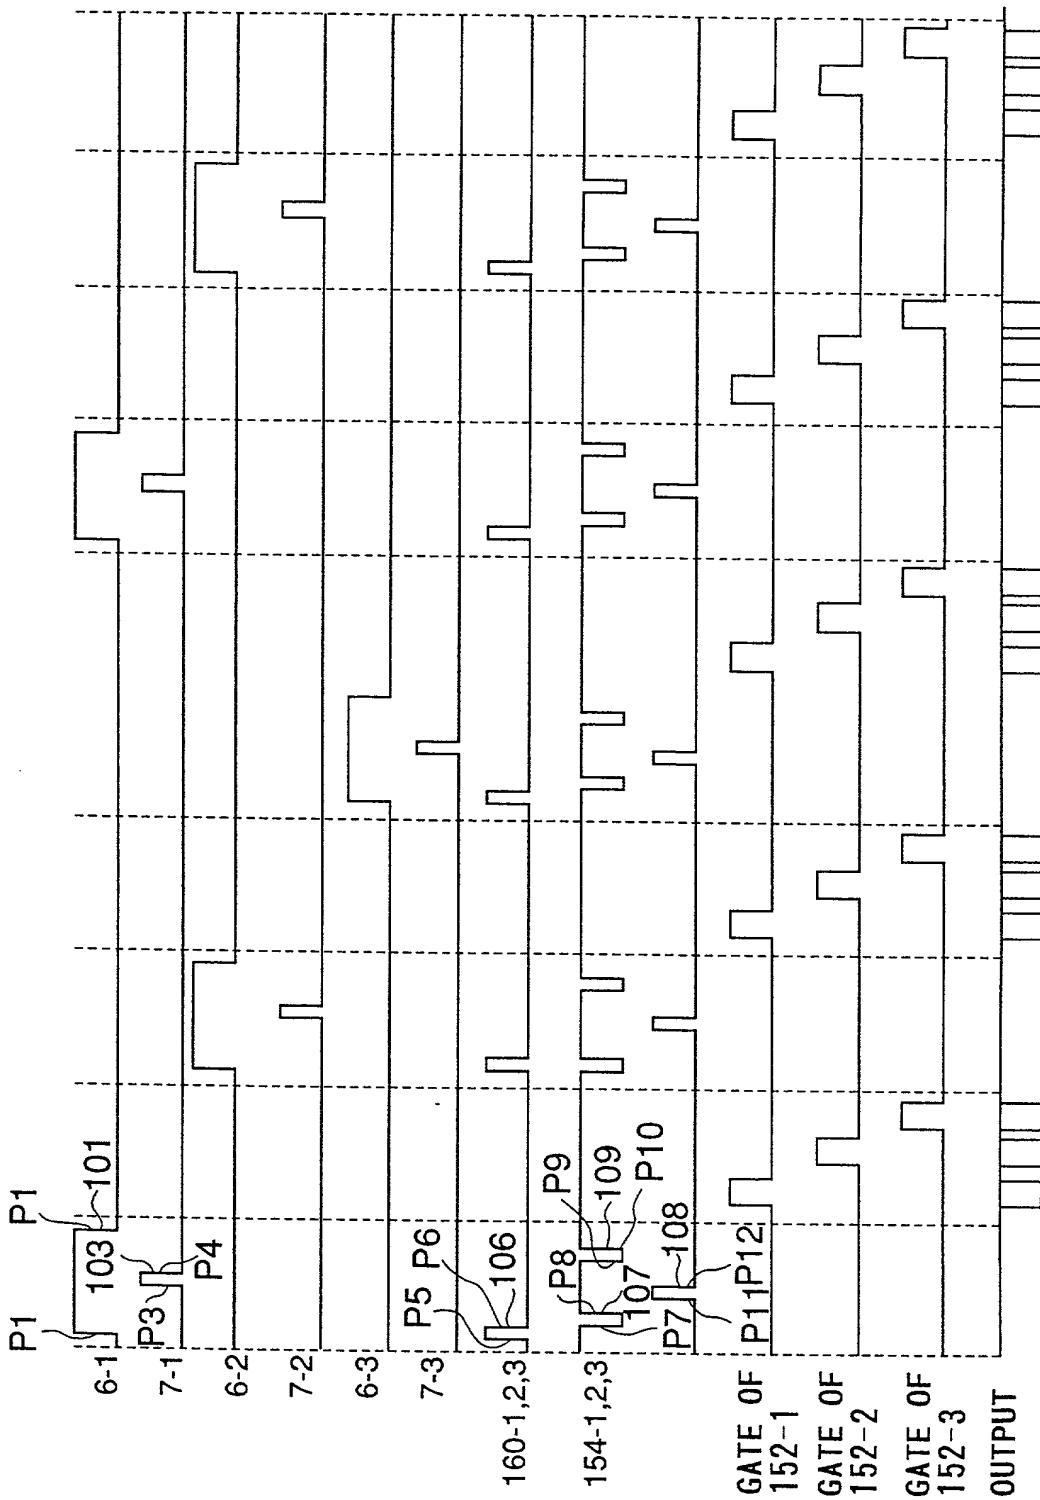 P1
P1
101
6-1
103
P3
P4
7-1
6-2
7-2
6-3
7-3
P5
P6
106
160-1,2,3
P8
P9
109
P10
107
P7
154-1,2,3
108
P11
P12
GATE OF
152-1
GATE OF
152-2
GATE OF
152-3
OUTPUT